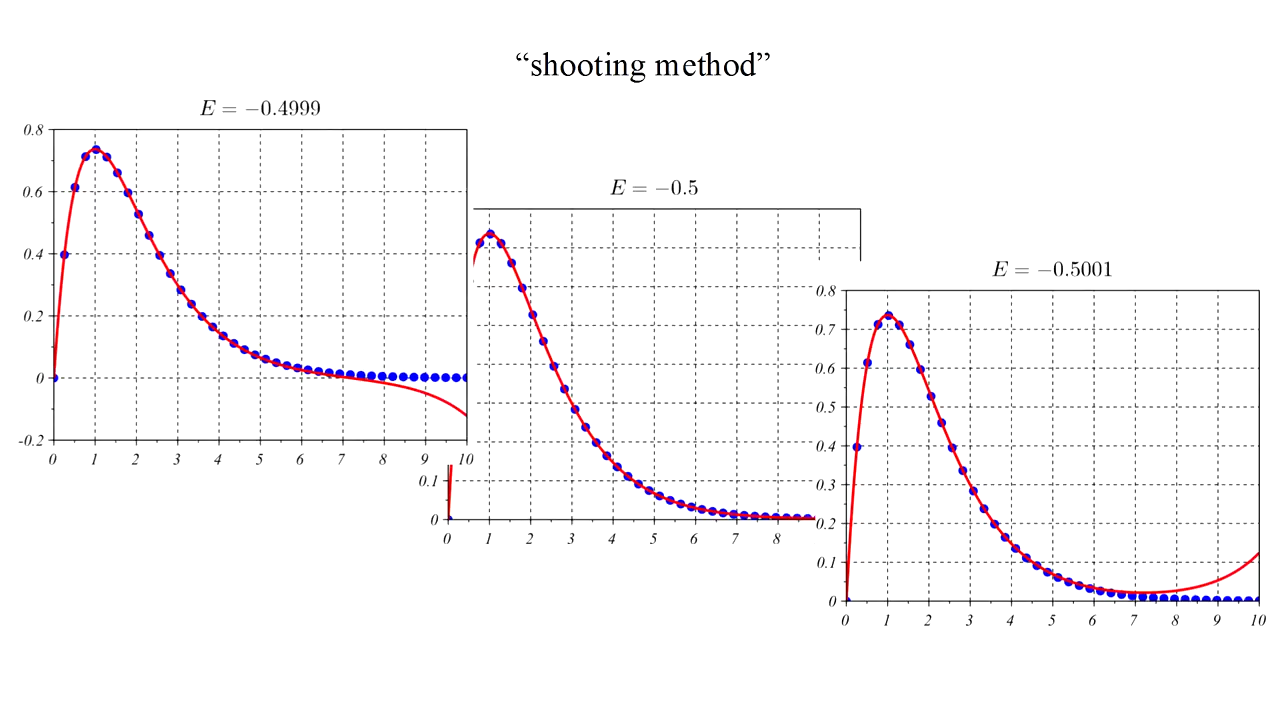 “shooting method”
E = −0.4999
0.8
0.6
0.4
0.2
0
-0.2
0 1 2 3 4 5 6 7 8 9 10
E = −0.5
0.1
0
0 1 2 3 4 5 6 7 8
E = −0.5001
0.8
0.7
0.6
0.5
0.4
0.3
0.2
0.1
0
0 1 2 3 4 5 6 7 8 9 10